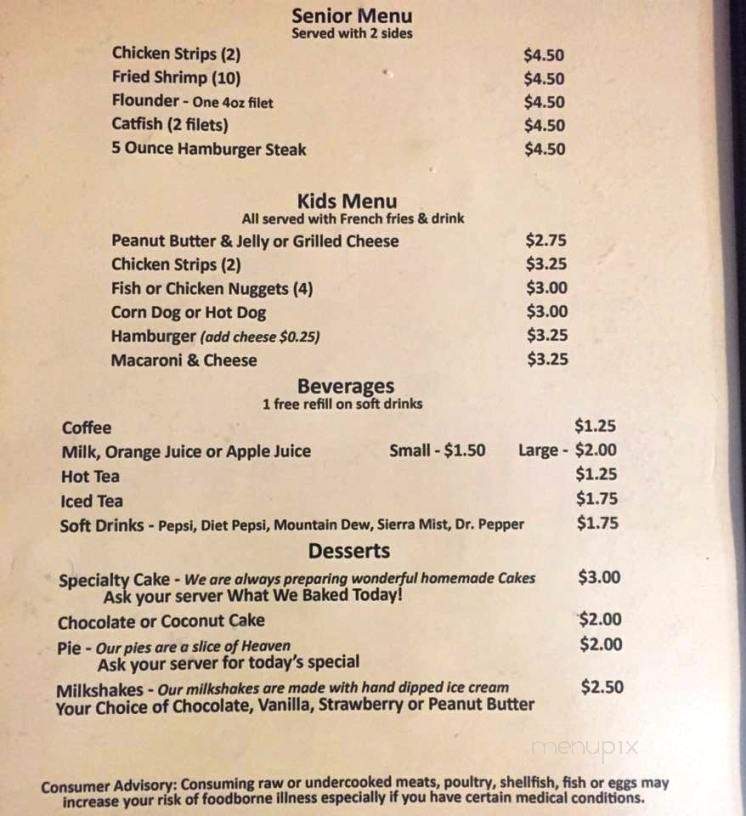 Senior Menu
Served with 2 sides
Chicken Strips (2) $4.50
Fried Shrimp (10) $4.50
Flounder - One 4oz filet $4.50
Catfish (2 filets) $4.50
5 Ounce Hamburger Steak $4.50
Kids Menu
All served with French fries & drink
Peanut Butter & Jelly or Grilled Cheese $2.75
Chicken Strips (2) $3.25
Fish or Chicken Nuggets (4) $3.00
Corn Dog or Hot Dog $3.00
Hamburger (add cheese $0.25) $3.25
Macaroni & Cheese $3.25
Beverages
1 free refill on soft drinks
Coffee $1.25
Milk, Orange Juice or Apple Juice Small - $1.50 Large - $2.00
Hot Tea $1.25
Iced Tea $1.75
Soft Drinks - Pepsi, Diet Pepsi, Mountain Dew, Sierra Mist, Dr. Pepper $1.75
Desserts
Specialty Cake - We are always preparing wonderful homemade Cakes $3.00
Ask your server What We Baked Today!
Chocolate or Coconut Cake $2.00
Pie - Our pies are a slice of Heaven $2.00
Ask your server for today's special
Milkshakes - Our milkshakes are made with hand dipped ice cream $2.50
Your Choice of Chocolate, Vanilla, Strawberry or Peanut Butter
menupix
Consumer Advisory: Consuming raw or undercooked meats, poultry, shellfish, fish or eggs may
increase your risk of foodborne illness especially if you have certain medical conditions.